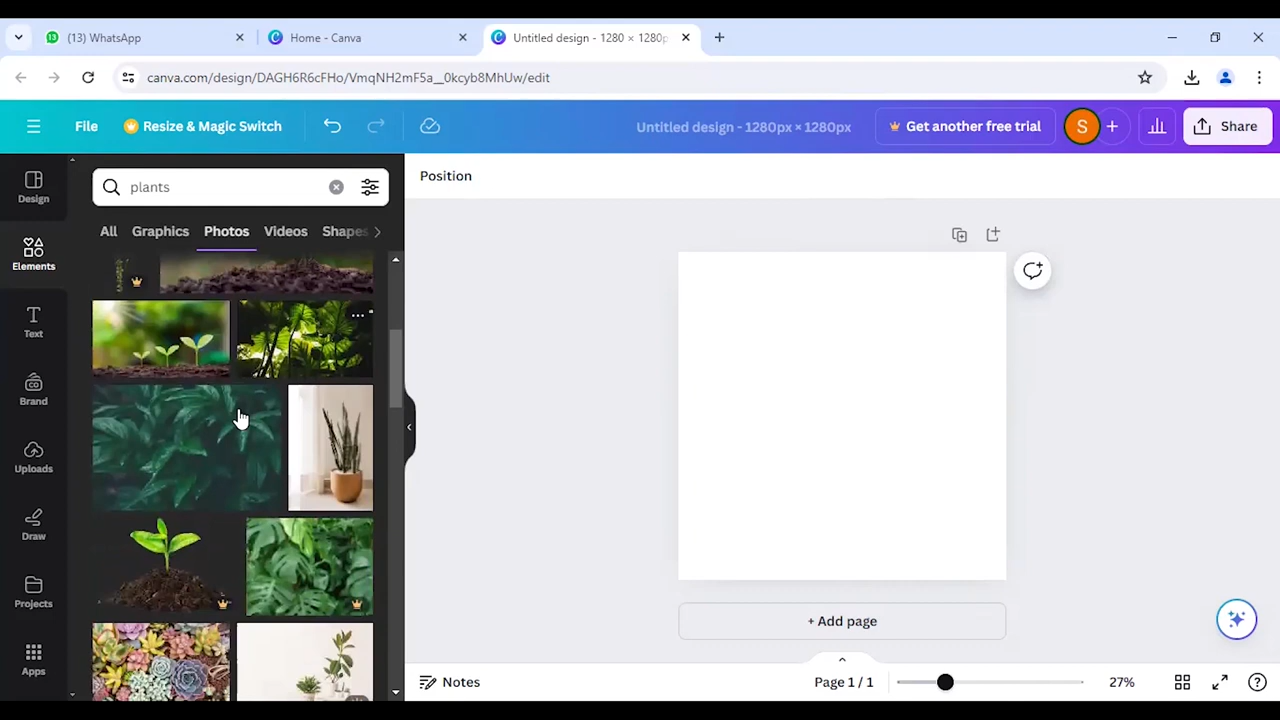 (13) WhatsApp
Home - Canva
Untitled design - 1280 × 1280p
canva.com/design/DAGH6R6cFHo/VmqNH2mF5a__0kcyb8MhUw/edit
File
Resize & Magic Switch
Untitled design - 1280px × 1280px
Get another free trial
S
Share
Design
Elements
Text
Brand
Uploads
Draw
Projects
Apps
plants
All Graphics Photos Videos Shapes
Position
+ Add page
Notes
Page 1 / 1
27%